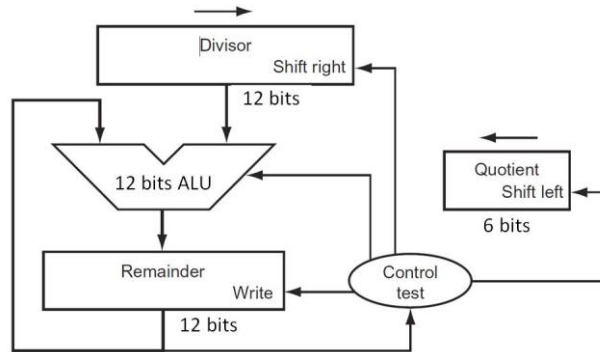 Divisor
Shift right
12 bits
12 bits ALU
Quotient
Shift left
6 bits
Remainder
Write
Control
test
12 bits